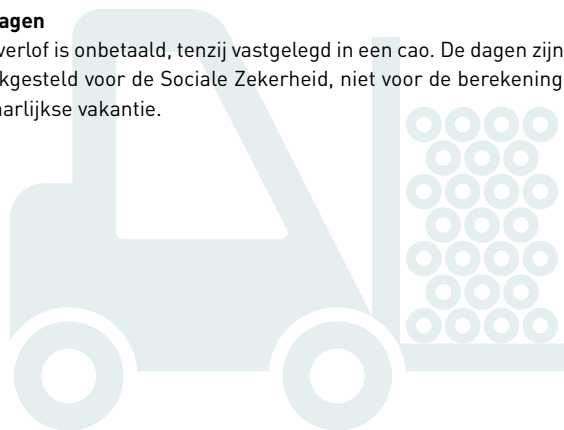 agen
verlof is onbetaald, tenzij vastgelegd in een cao. De dagen zijn
kgesteld voor de Sociale Zekerheid, niet voor de berekening
aarlijkse vakantie.